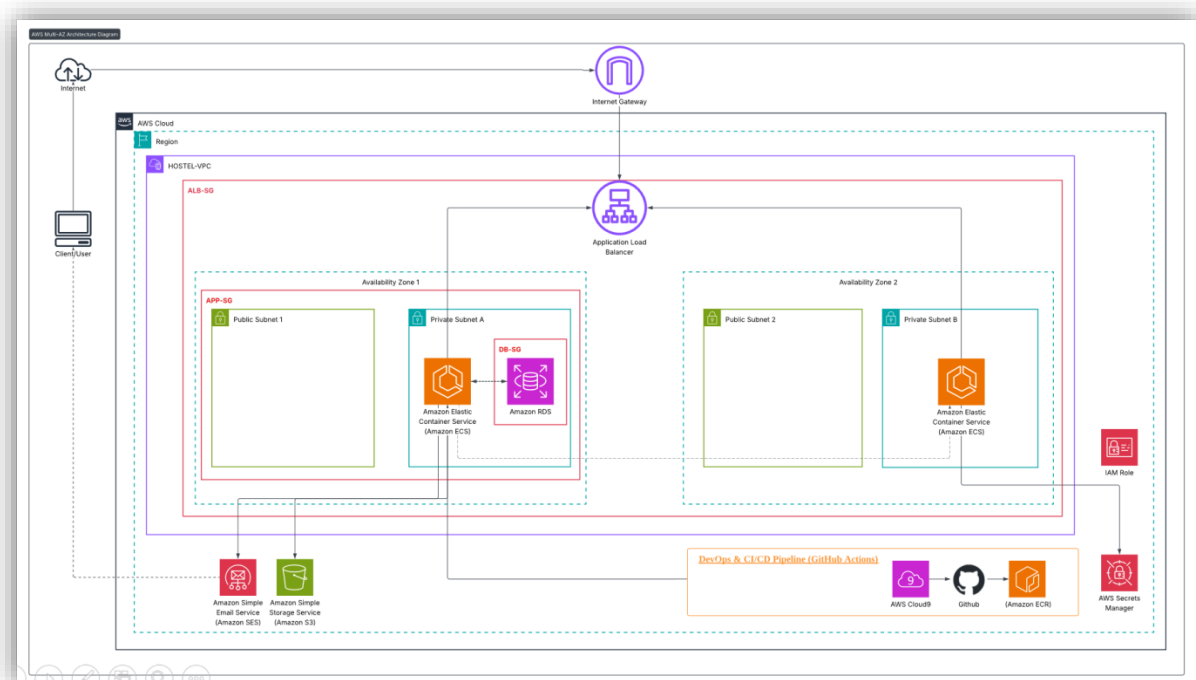 AWS Multi-AZ Architecture Diagram
Internet
Internet Gateway
aws
AWS Cloud
Region
HOSTEL-VPC
ALB-SG
Client/User
Application Load
Balancer
Availability Zone 1
Availability Zone 2
APP-SG
Public Subnet 1
Private Subnet A
Public Subnet 2
Private Subnet B
DB-SG
Amazon Elastic
Container Service
(Amazon ECS)
Amazon RDS
Amazon Elastic
Container Service
(Amazon ECS)
IAM Role
DevOps & CI/CD Pipeline (GitHub Actions)
9
AWS Cloud9
Github
(Amazon ECR)
Amazon Simple
Email Service
(Amazon SES)
Amazon Simple
Storage Service
(Amazon S3)
AWS Secrets
Manager